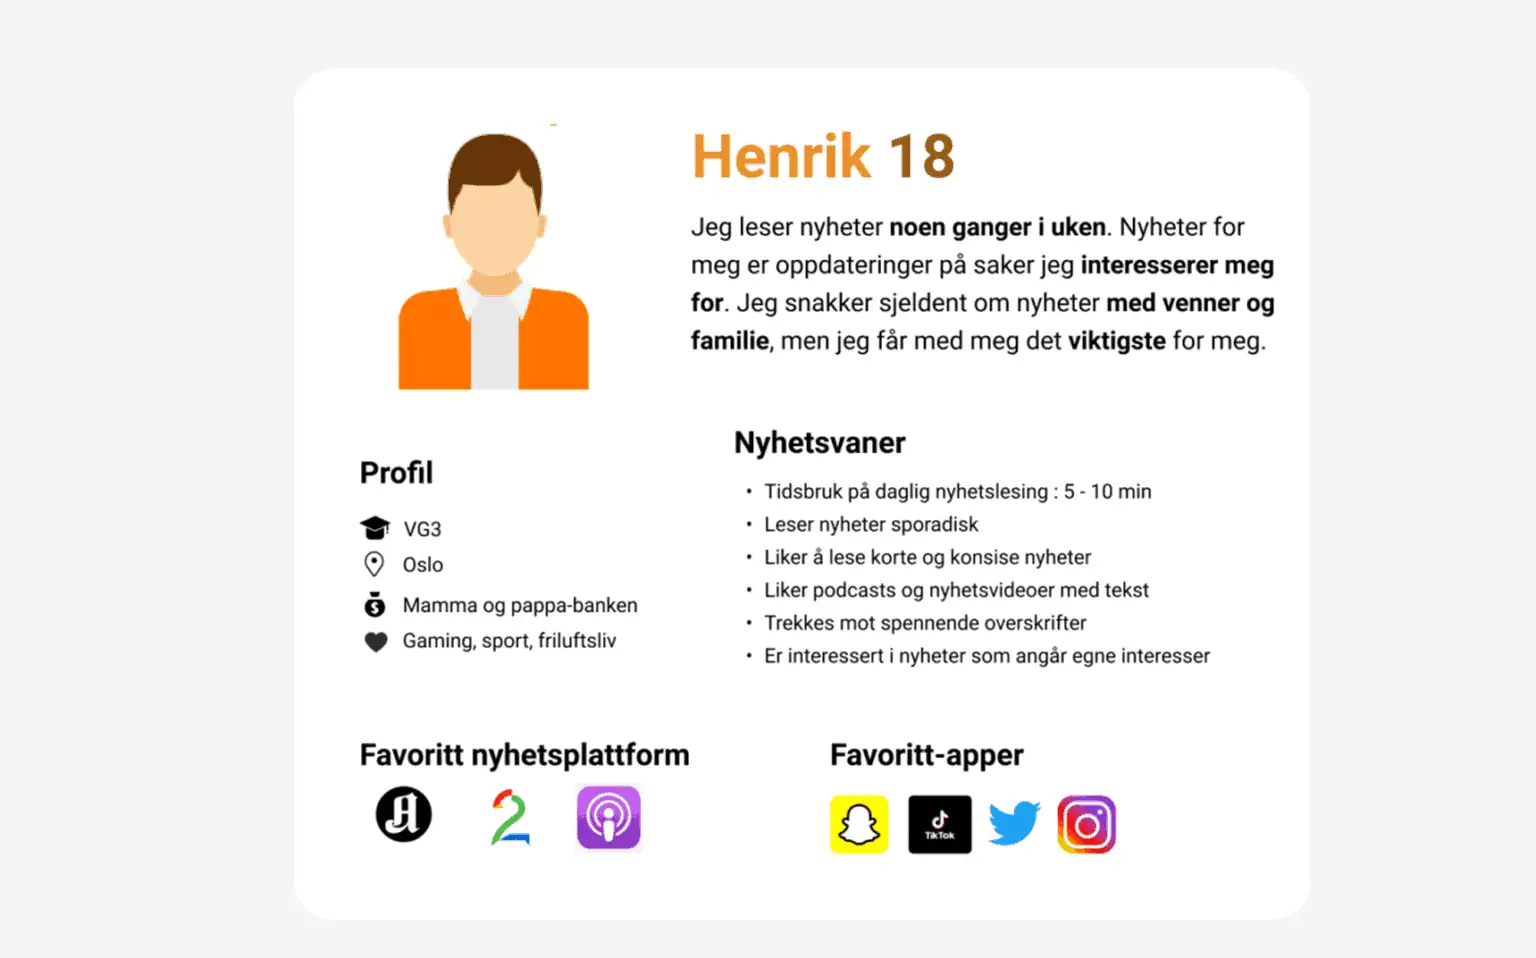 Henrik 18
Jeg leser nyheter noen ganger i uken. Nyheter for
meg er oppdateringer på saker jeg interesserer meg
for. Jeg snakker sjeldent om nyheter med venner og
familie, men jeg får med meg det viktigste for meg.
Profil
VG3
Oslo
Mamma og pappa-banken
Gaming, sport, friluftsliv
Nyhetsvaner
• Tidsbruk på daglig nyhetslesing : 5 - 10 min
• Leser nyheter sporadisk
• Liker å lese korte og konsise nyheter
• Liker podcasts og nyhetsvideoer med tekst
• Trekkes mot spennende overskrifter
• Er interessert i nyheter som angår egne interesser
Favoritt nyhetsplattform
A
2
Favoritt-apper
TikTok